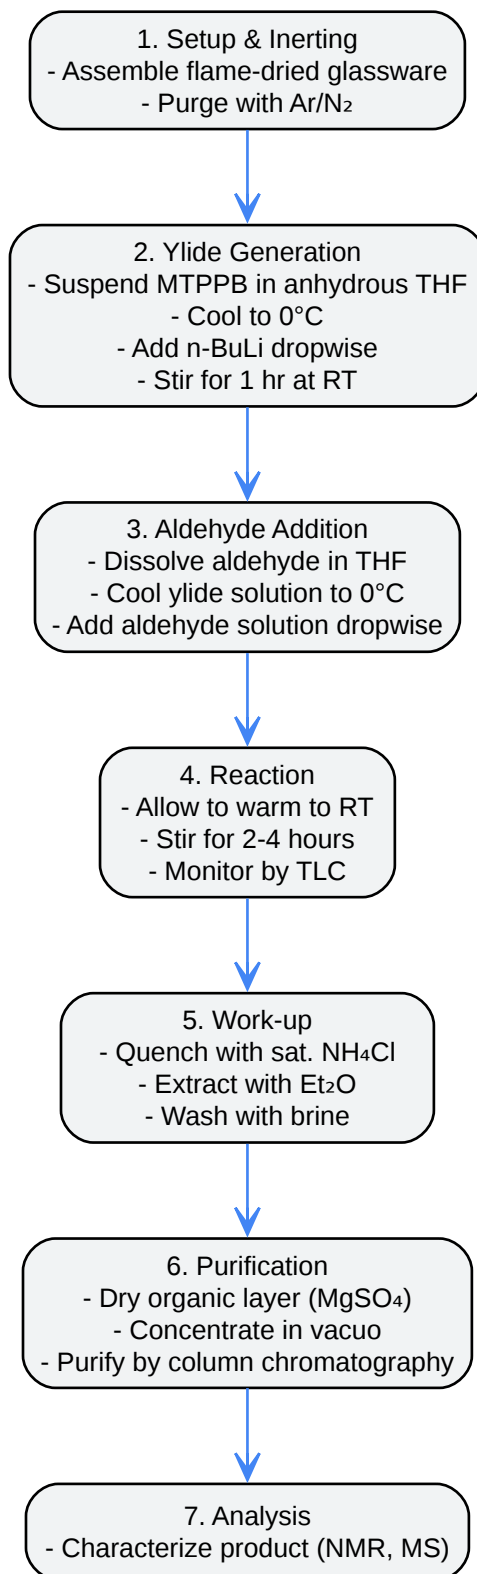 1. Setup & Inerting
- Assemble flame-dried glassware
- Purge with Ar/N₂
2. Ylide Generation
- Suspend MTPPB in anhydrous THF
- Cool to 0°C
- Add n-BuLi dropwise
- Stir for 1 hr at RT
3. Aldehyde Addition
- Dissolve aldehyde in THF
- Cool ylide solution to 0°C
- Add aldehyde solution dropwise
4. Reaction
- Allow to warm to RT
- Stir for 2-4 hours
- Monitor by TLC
5. Work-up
- Quench with sat. NH₄Cl
- Extract with Et₂O
- Wash with brine
6. Purification
- Dry organic layer (MgSO₄)
- Concentrate in vacuo
- Purify by column chromatography
7. Analysis
- Characterize product (NMR, MS)